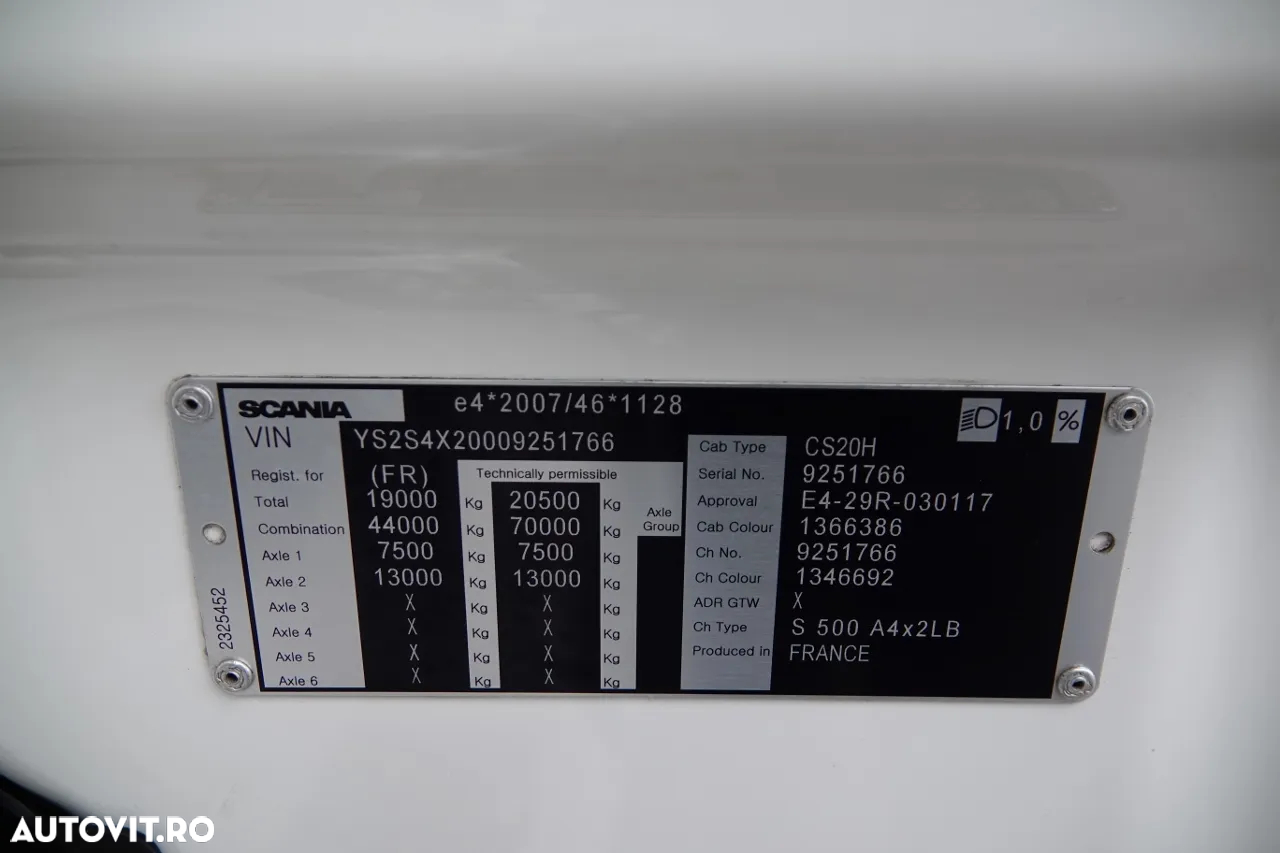 SCANIA e4*2007/46*1128 1,0 %
VIN YS2S4X20009251766
Regist. for (FR) Technically permissible
Total 19000 Kg 20500 Kg
Axle Group
Combination 44000 Kg 70000 Kg
Axle 1 7500 Kg 7500 Kg
Axle 2 13000 Kg 13000 Kg
Axle 3 X Kg X Kg
Axle 4 X Kg X Kg
Axle 5 X Kg X Kg
Axle 6 X Kg X Kg
Cab Type CS20H
Serial No. 9251766
Approval E4-29R-030117
Cab Colour 1366386
Ch No. 9251766
Ch Colour 1346692
ADR GTW X
Ch Type S 500 A4x2LB
Produced in FRANCE
2325452
AUTOVIT.RO